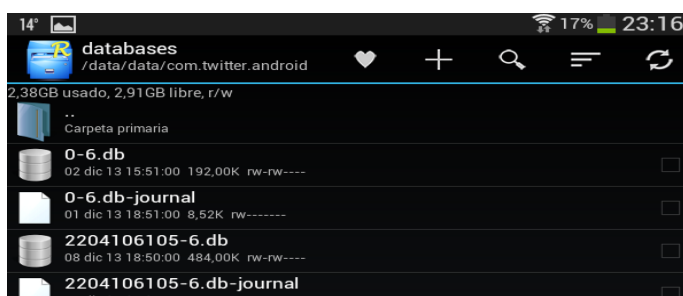 14° 17% 23:16
R databases
/data/data/com.twitter.android
2,38GB usado, 2,91GB libre, r/w
..
Carpeta primaria
0-6.db
02 dic 13 15:51:00 192,00K rw-rw----
0-6.db-journal
01 dic 13 18:51:00 8,52K rw-------
2204106105-6.db
08 dic 13 18:50:00 484,00K rw-rw----
2204106105-6.db-journal